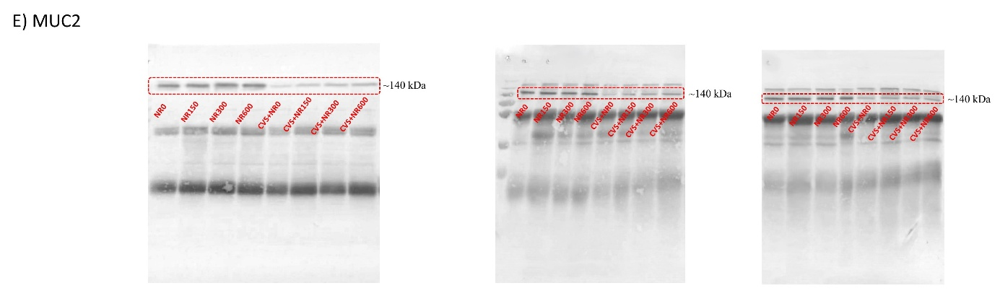 E) MUC2
~140 kDa
NR0
NR150
NR300
NR600
CVS+NR0
CVS+NR150
CVS+NR300
CVS+NR600
~140 kDa
NR0
NR150
NR300
NR600
CVS+NR0
CVS+NR150
CVS+NR300
CVS+NR600
~140 kDa
NR0
NR150
NR300
NR600
CVS+NR0
CVS+NR150
CVS+NR300
CVS+NR600